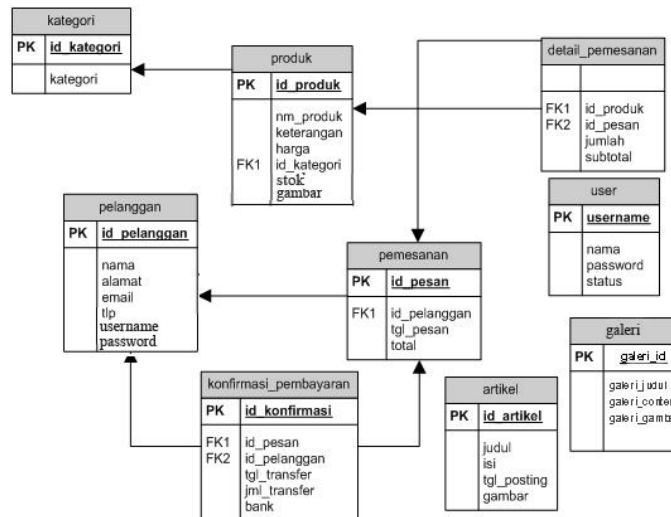 kategori
PK id_kategori
kategori
produk
PK id_produk
nm_produk
keterangan
harga
FK1 id_kategori
stok
gambar
detail_pemesanan
FK1 id_produk
FK2 id_pesan
jumlah
subtotal
user
PK username
nama
password
status
pelanggan
PK id_pelanggan
nama
alamat
email
tlp
username
password
pemesanan
PK id_pesan
FK1 id_pelanggan
tgl_pesan
total
galeri
PK galeri_id
galeri_judul
konfirmasi_pembayaran
PK id_konfirmasi
FK1 id_pesan
FK2 id_pelanggan
tgl_transfer
jml_transfer
bank
artikel
PK id_artikel
judul
isi
tgl_posting
gambar